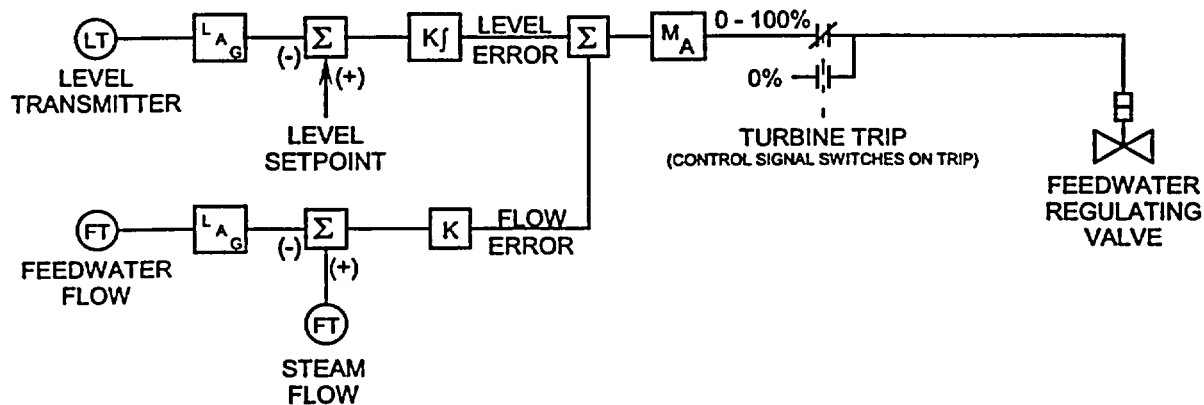 LT
LAG
Σ
K∫
LEVEL
ERROR
Σ
MA
0 - 100%
(-)
(+)
0%
LEVEL
TRANSMITTER
LEVEL
SETPOINT
TURBINE TRIP
(CONTROL SIGNAL SWITCHES ON TRIP)
FEEDWATER
REGULATING
VALVE
FT
LAG
Σ
K
FLOW
ERROR
(-)
(+)
FEEDWATER
FLOW
FT
STEAM
FLOW